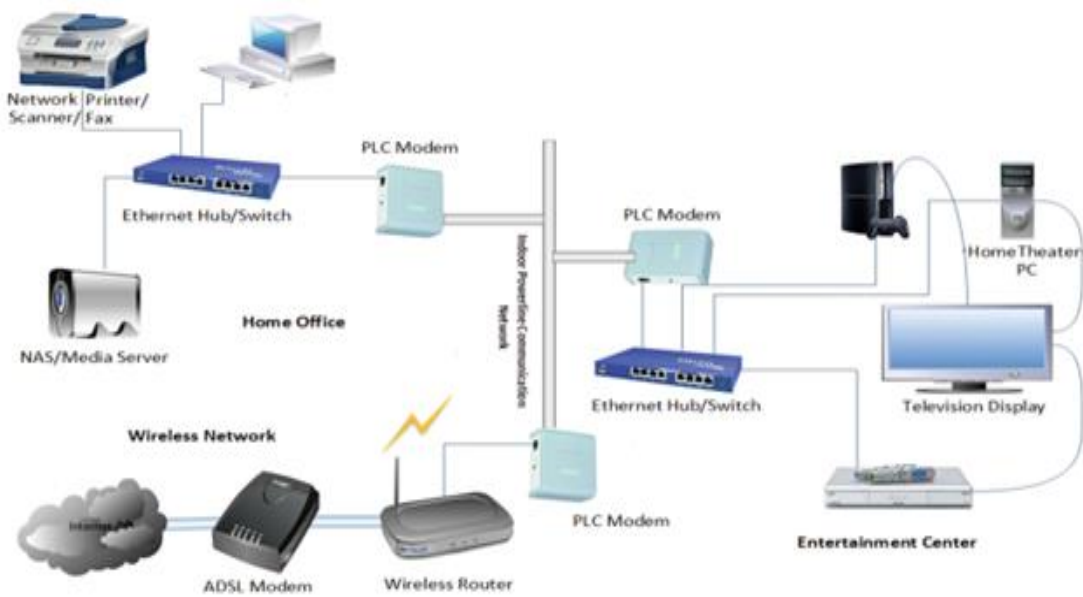 Network Printer/
Scanner/ Fax
PLC Modem
Ethernet Hub/Switch
NAS/Media Server
Home Office
Indoor Powerline Communication
Network
PLC Modem
HomeTheater
PC
Ethernet Hub/Switch
Television Display
Wireless Network
PLC Modem
Entertainment Center
ADSL Modem
Wireless Router